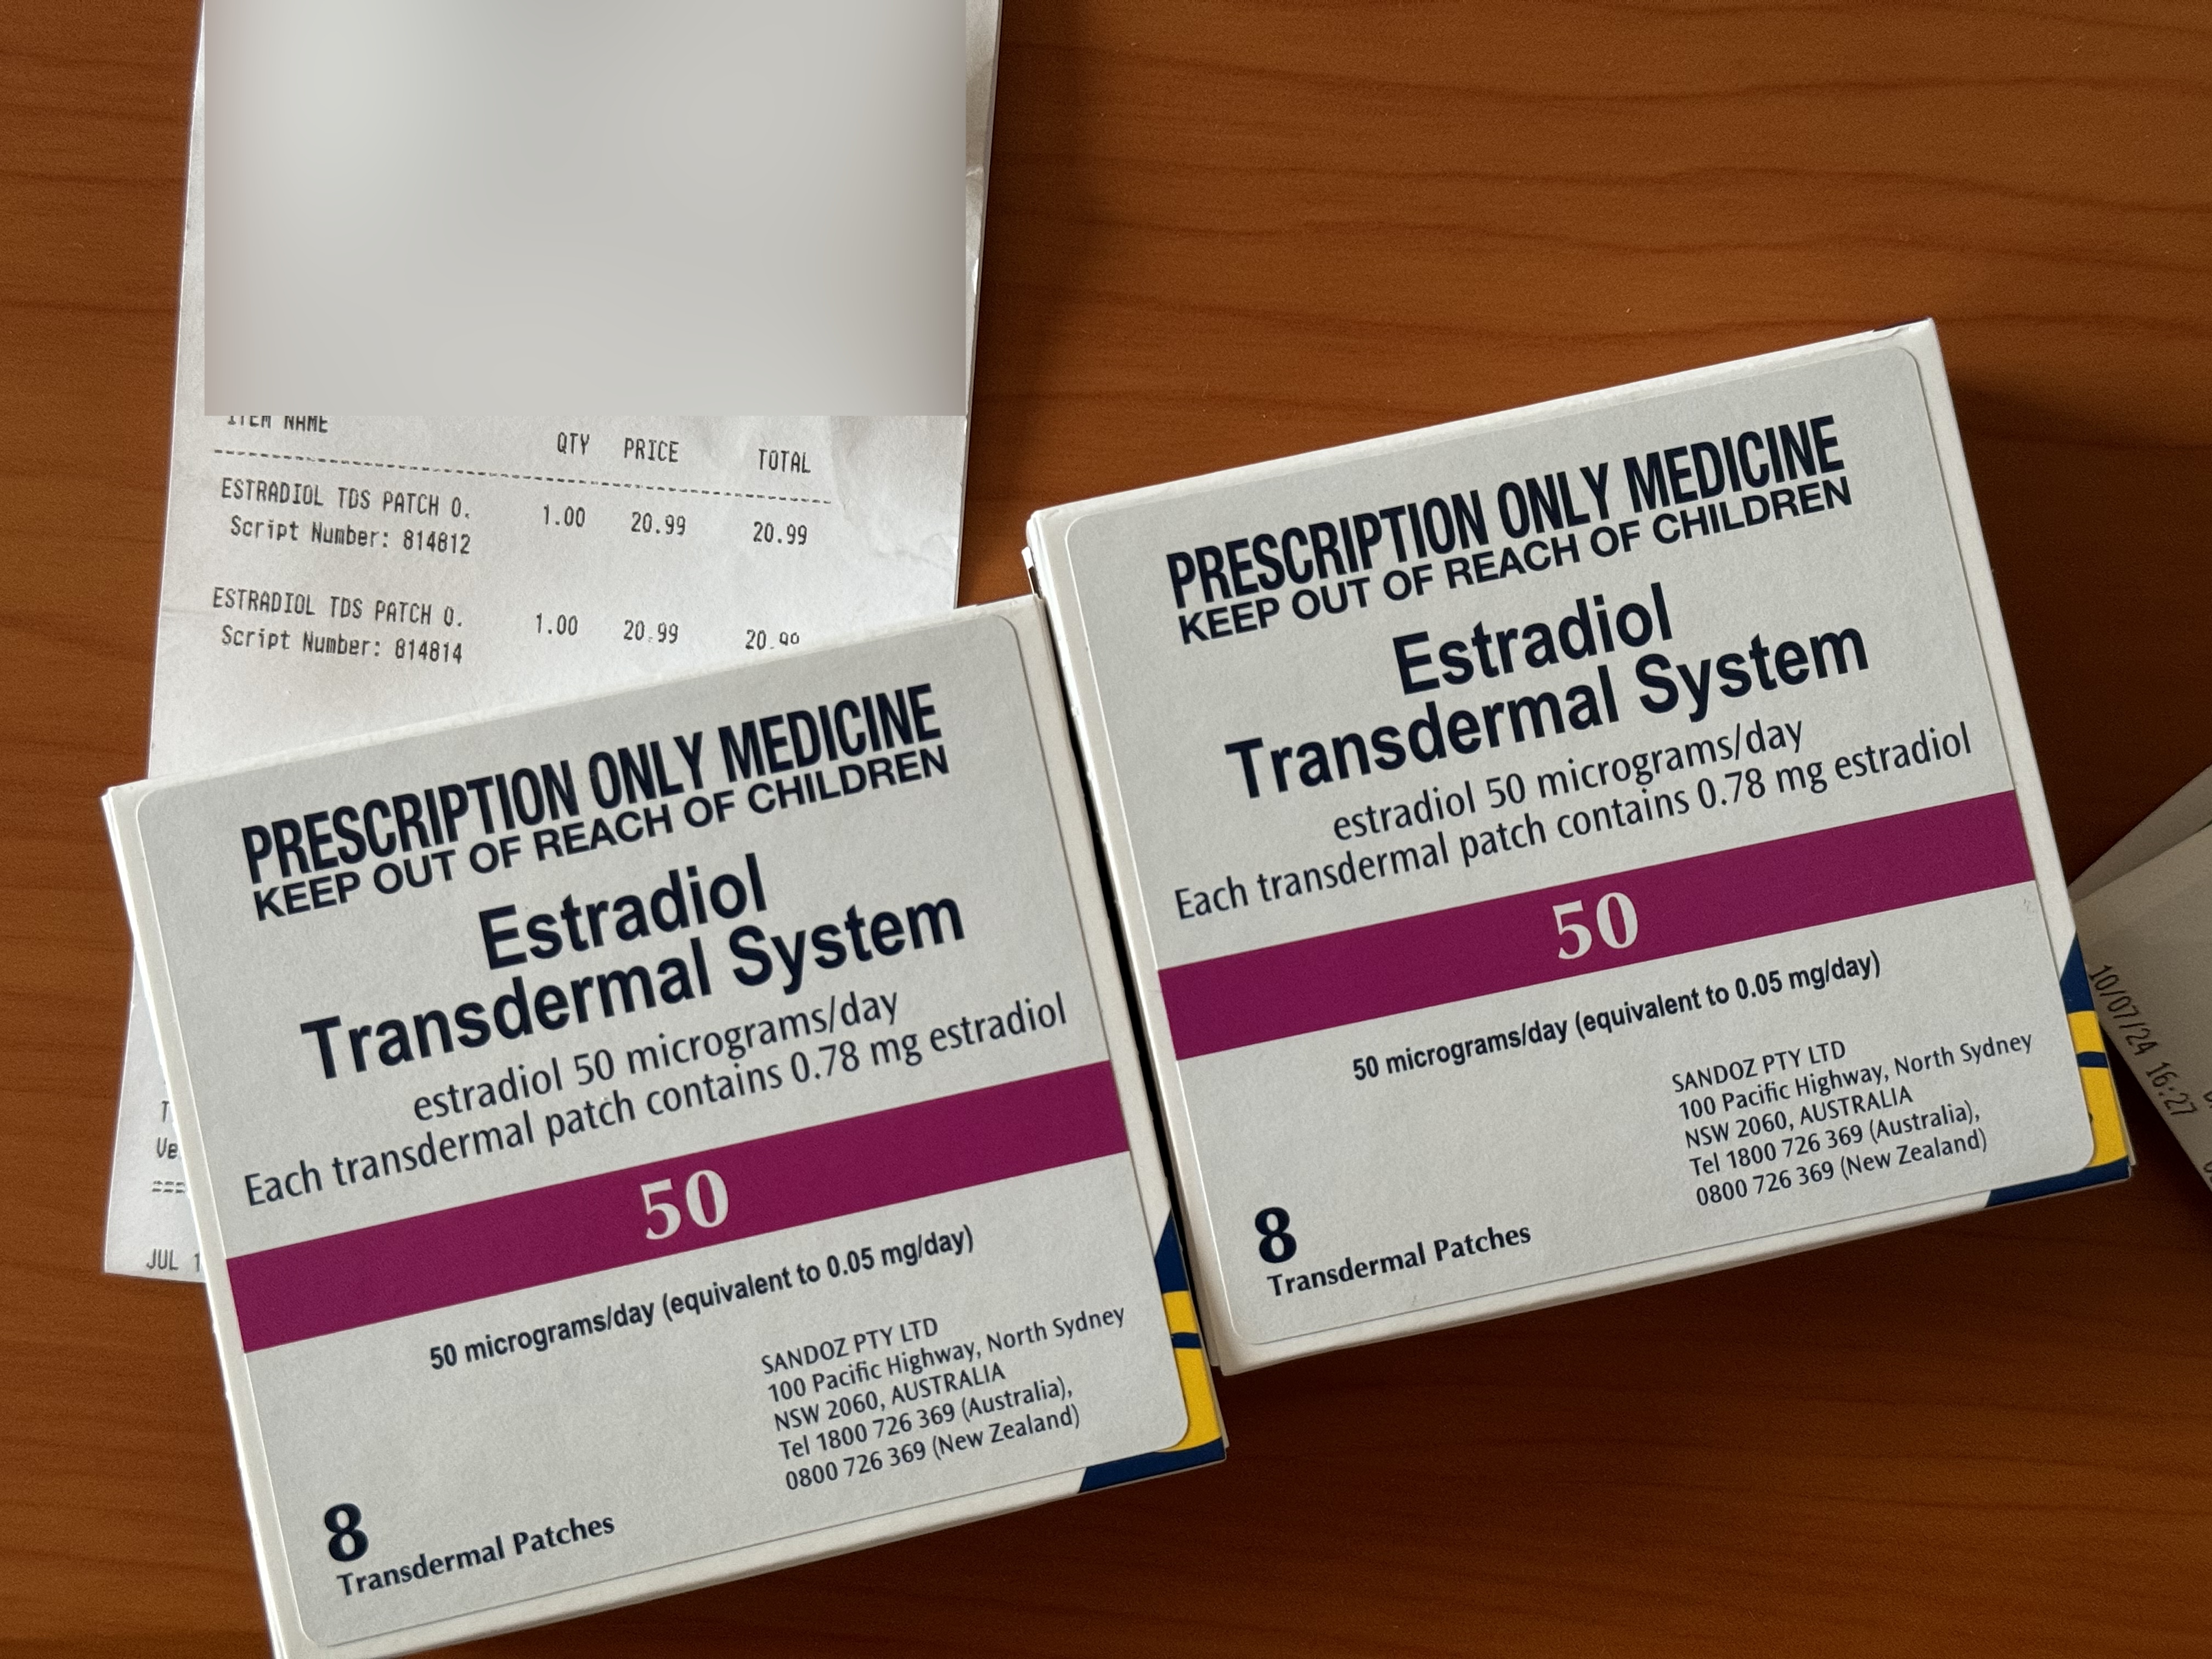 ITEM NAME QTY PRICE TOTAL
ESTRADIOL TDS PATCH 0. 1.00 20.99 20.99
Script Number: 814812
ESTRADIOL TDS PATCH 0. 1.00 20.99 20.99
Script Number: 814814
JUL
PRESCRIPTION ONLY MEDICINE
KEEP OUT OF REACH OF CHILDREN
Estradiol
Transdermal System
estradiol 50 micrograms/day
Each transdermal patch contains 0.78 mg estradiol
50
50 micrograms/day (equivalent to 0.05 mg/day)
SANDOZ PTY LTD
100 Pacific Highway, North Sydney
NSW 2060, AUSTRALIA
Tel 1800 726 369 (Australia),
0800 726 369 (New Zealand)
8
Transdermal Patches
PRESCRIPTION ONLY MEDICINE
KEEP OUT OF REACH OF CHILDREN
Estradiol
Transdermal System
estradiol 50 micrograms/day
Each transdermal patch contains 0.78 mg estradiol
50
50 micrograms/day (equivalent to 0.05 mg/day)
SANDOZ PTY LTD
100 Pacific Highway, North Sydney
NSW 2060, AUSTRALIA
Tel 1800 726 369 (Australia),
0800 726 369 (New Zealand)
8
Transdermal Patches
10/07/24 16:27